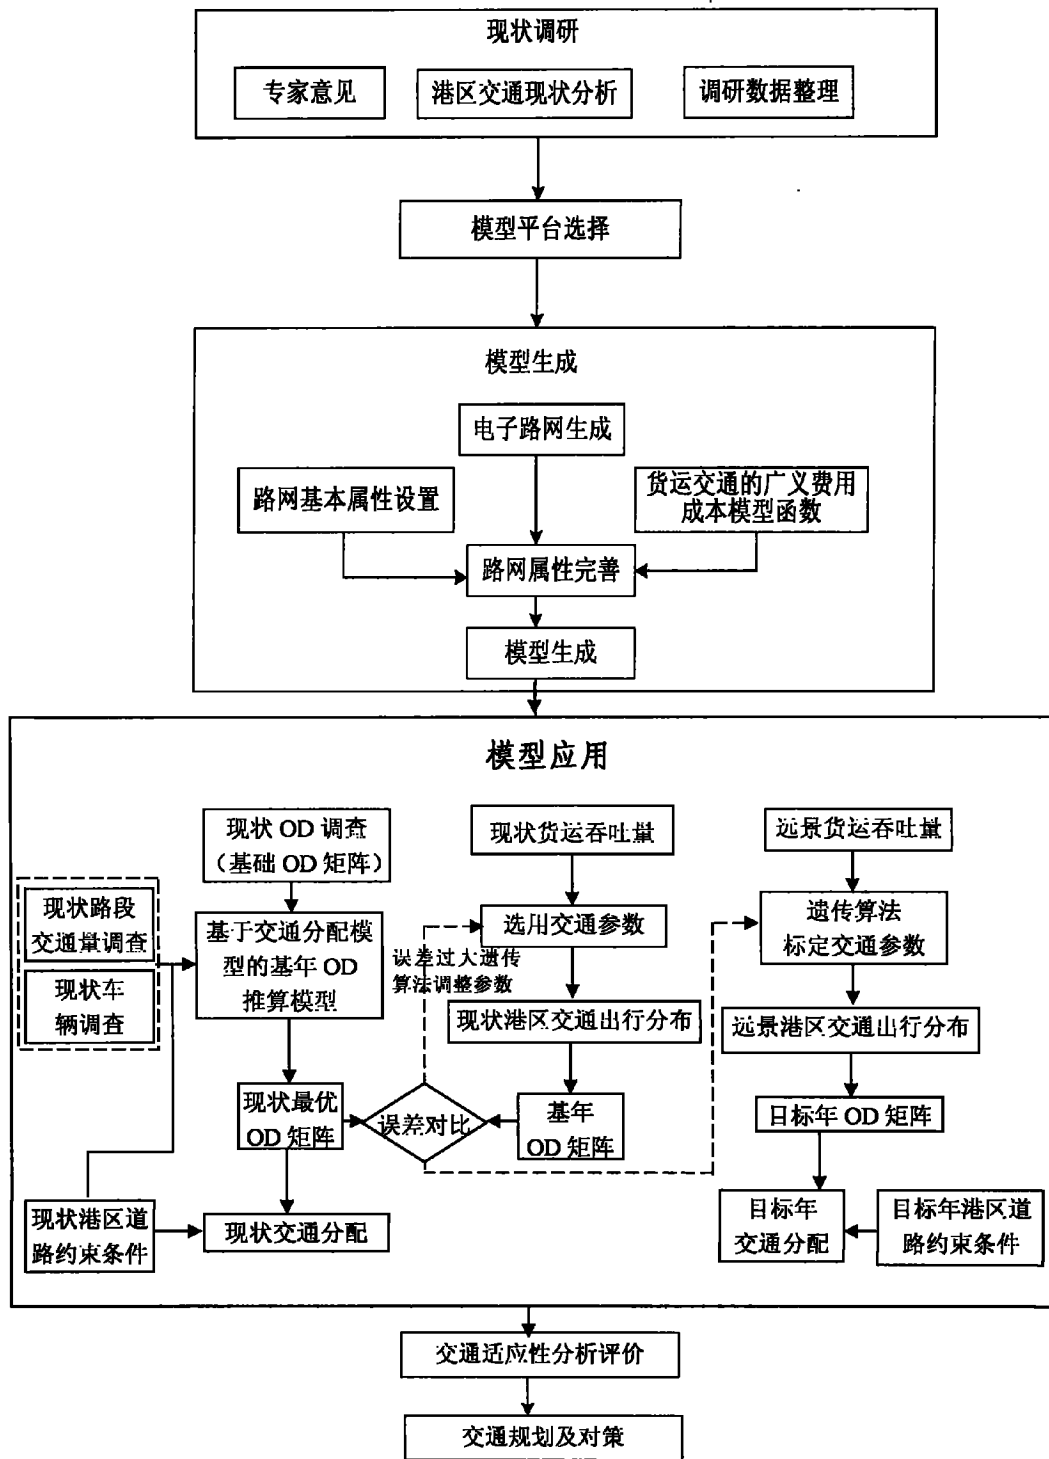 现状调研
专家意见
港区交通现状分析
调研数据整理
模型平台选择
模型生成
电子路网生成
路网基本属性设置
货运交通的广义费用
成本模型函数
路网属性完善
模型生成
模型应用
现状 OD 调查
（基础 OD 矩阵）
现状货运吞吐量
远景货运吞吐量
现状路段
交通量调查
现状车
辆调查
基于交通分配模
型的基年 OD
推算模型
误差过大遗传
算法调整参数
选用交通参数
遗传算法
标定交通参数
现状港区交通出行分布
远景港区交通出行分布
现状最优
OD 矩阵
误差对比
基年
OD 矩阵
目标年 OD 矩阵
现状港区道
路约束条件
现状交通分配
目标年
交通分配
目标年港区道
路约束条件
交通适应性分析评价
交通规划及对策